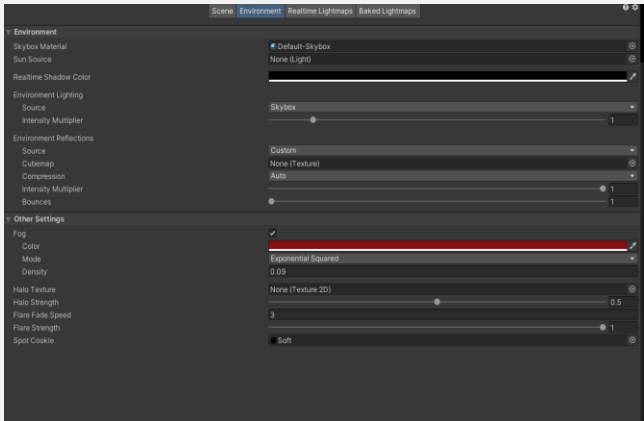 Scene Environment Realtime Lightmaps Baked Lightmaps
Environment
Skybox Material Default-Skybox
Sun Source None (Light)
Realtime Shadow Color
Environment Lighting
Source Skybox
Intensity Multiplier 1
Environment Reflections
Source Custom
Cubemap None (Texture)
Compression Auto
Intensity Multiplier 1
Bounces 1
Other Settings
Fog
Color
Mode Exponential Squared
Density 0.09
Halo Texture None (Texture 2D)
Halo Strength 0.5
Flare Fade Speed 3
Flare Strength 1
Spot Cookie Soft